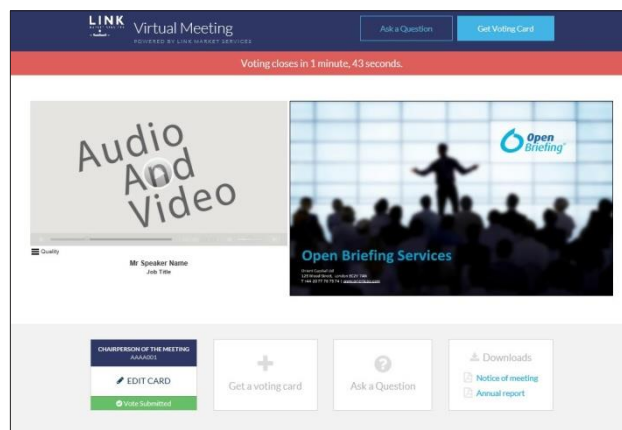 LINK
MARKET SERVICES
Virtual Meeting
POWERED BY LINK MARKET SERVICES
Ask a Question
Get Voting Card
Voting closes in 1 minute, 43 seconds.
Audio
And
Video
Quality
Mr Speaker Name
Job Title
Open
Briefing
Open Briefing Services
CHAIRPERSON OF THE MEETING
AAAA001
EDIT CARD
Vote Submitted
Get a voting card
Ask a Question
Downloads
Notice of meeting
Annual report